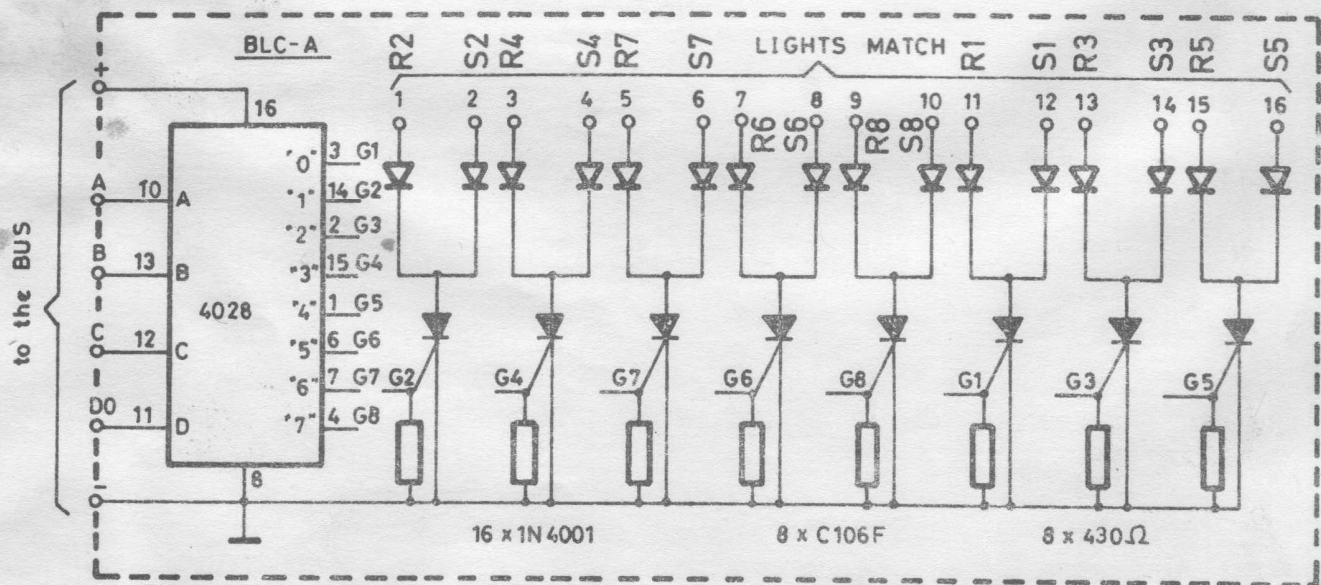 BLC-A
LIGHTS MATCH
R2 S2 R4 S4 R7 S7 R1 S1 R3 S3 R5 S5
1 2 3 4 5 6 7 8 9 10 11 12 13 14 15 16
R6 S6 R8 S8
to the BUS
+
16
"0" 3 G1
A 10 A "1" 14 G2
"2" 2 G3
B 13 B "3" 15 G4
4028 "4" 1 G5
C 12 C "5" 6 G6
"6" 7 G7
D0 11 D "7" 4 G8
8
-
G2 G4 G7 G6 G8 G1 G3 G5
16 x 1N4001 8 x C106F 8 x 430Ω